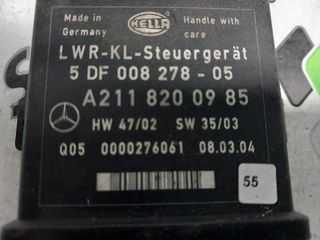 Made in Germany
HELLA
Handle with care
LWR-KL-Steuergerät
5 DF 008 278 - 05
A211 820 09 85
HW 47/02 SW 35/03
Q05 0000276061 08.03.04
55